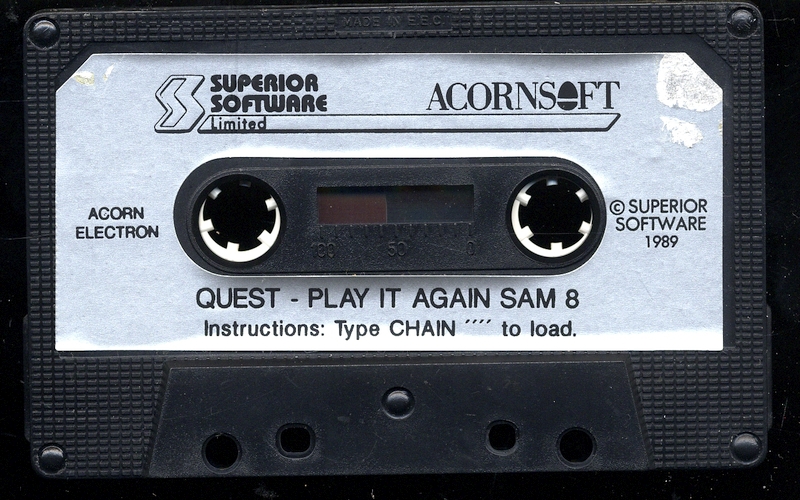 MADE IN EEC
SUPERIOR
SOFTWARE
Limited
ACORNSOFT
ACORN
ELECTRON
© SUPERIOR
SOFTWARE
1989
50
0
QUEST - PLAY IT AGAIN SAM 8
Instructions: Type CHAIN "" to load.